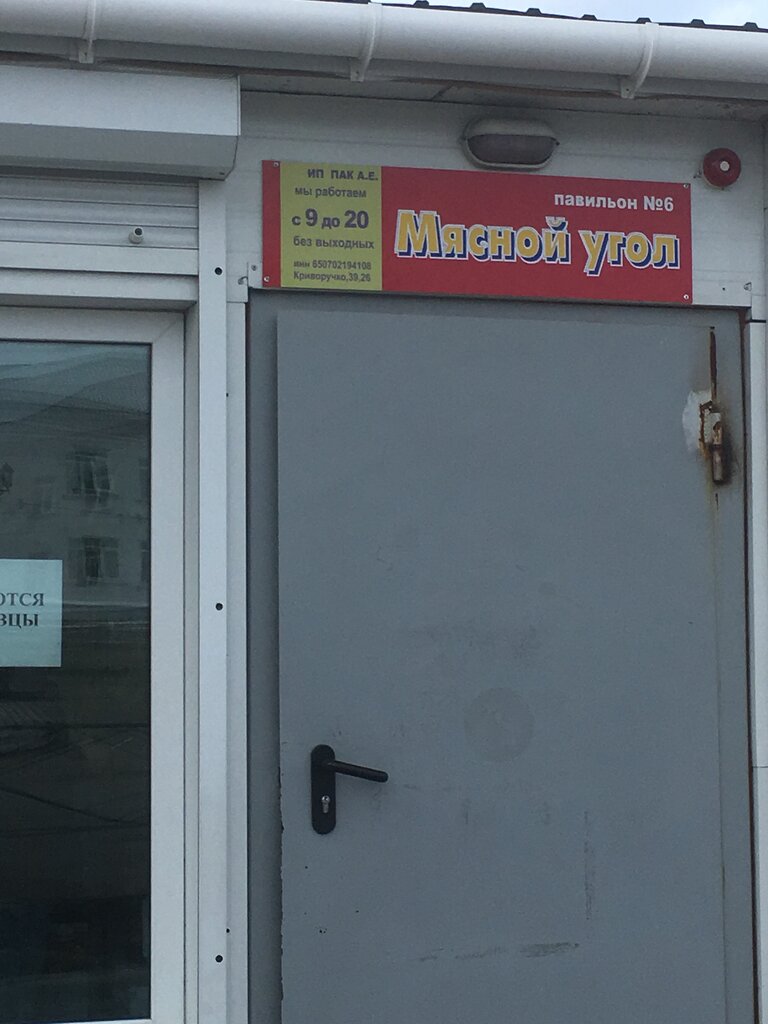 ИП ПАК А.Е.
мы работаем
с 9 до 20
без выходных
инн 650702194108
Криворучко,39,26
павильон №6
Мясной угол